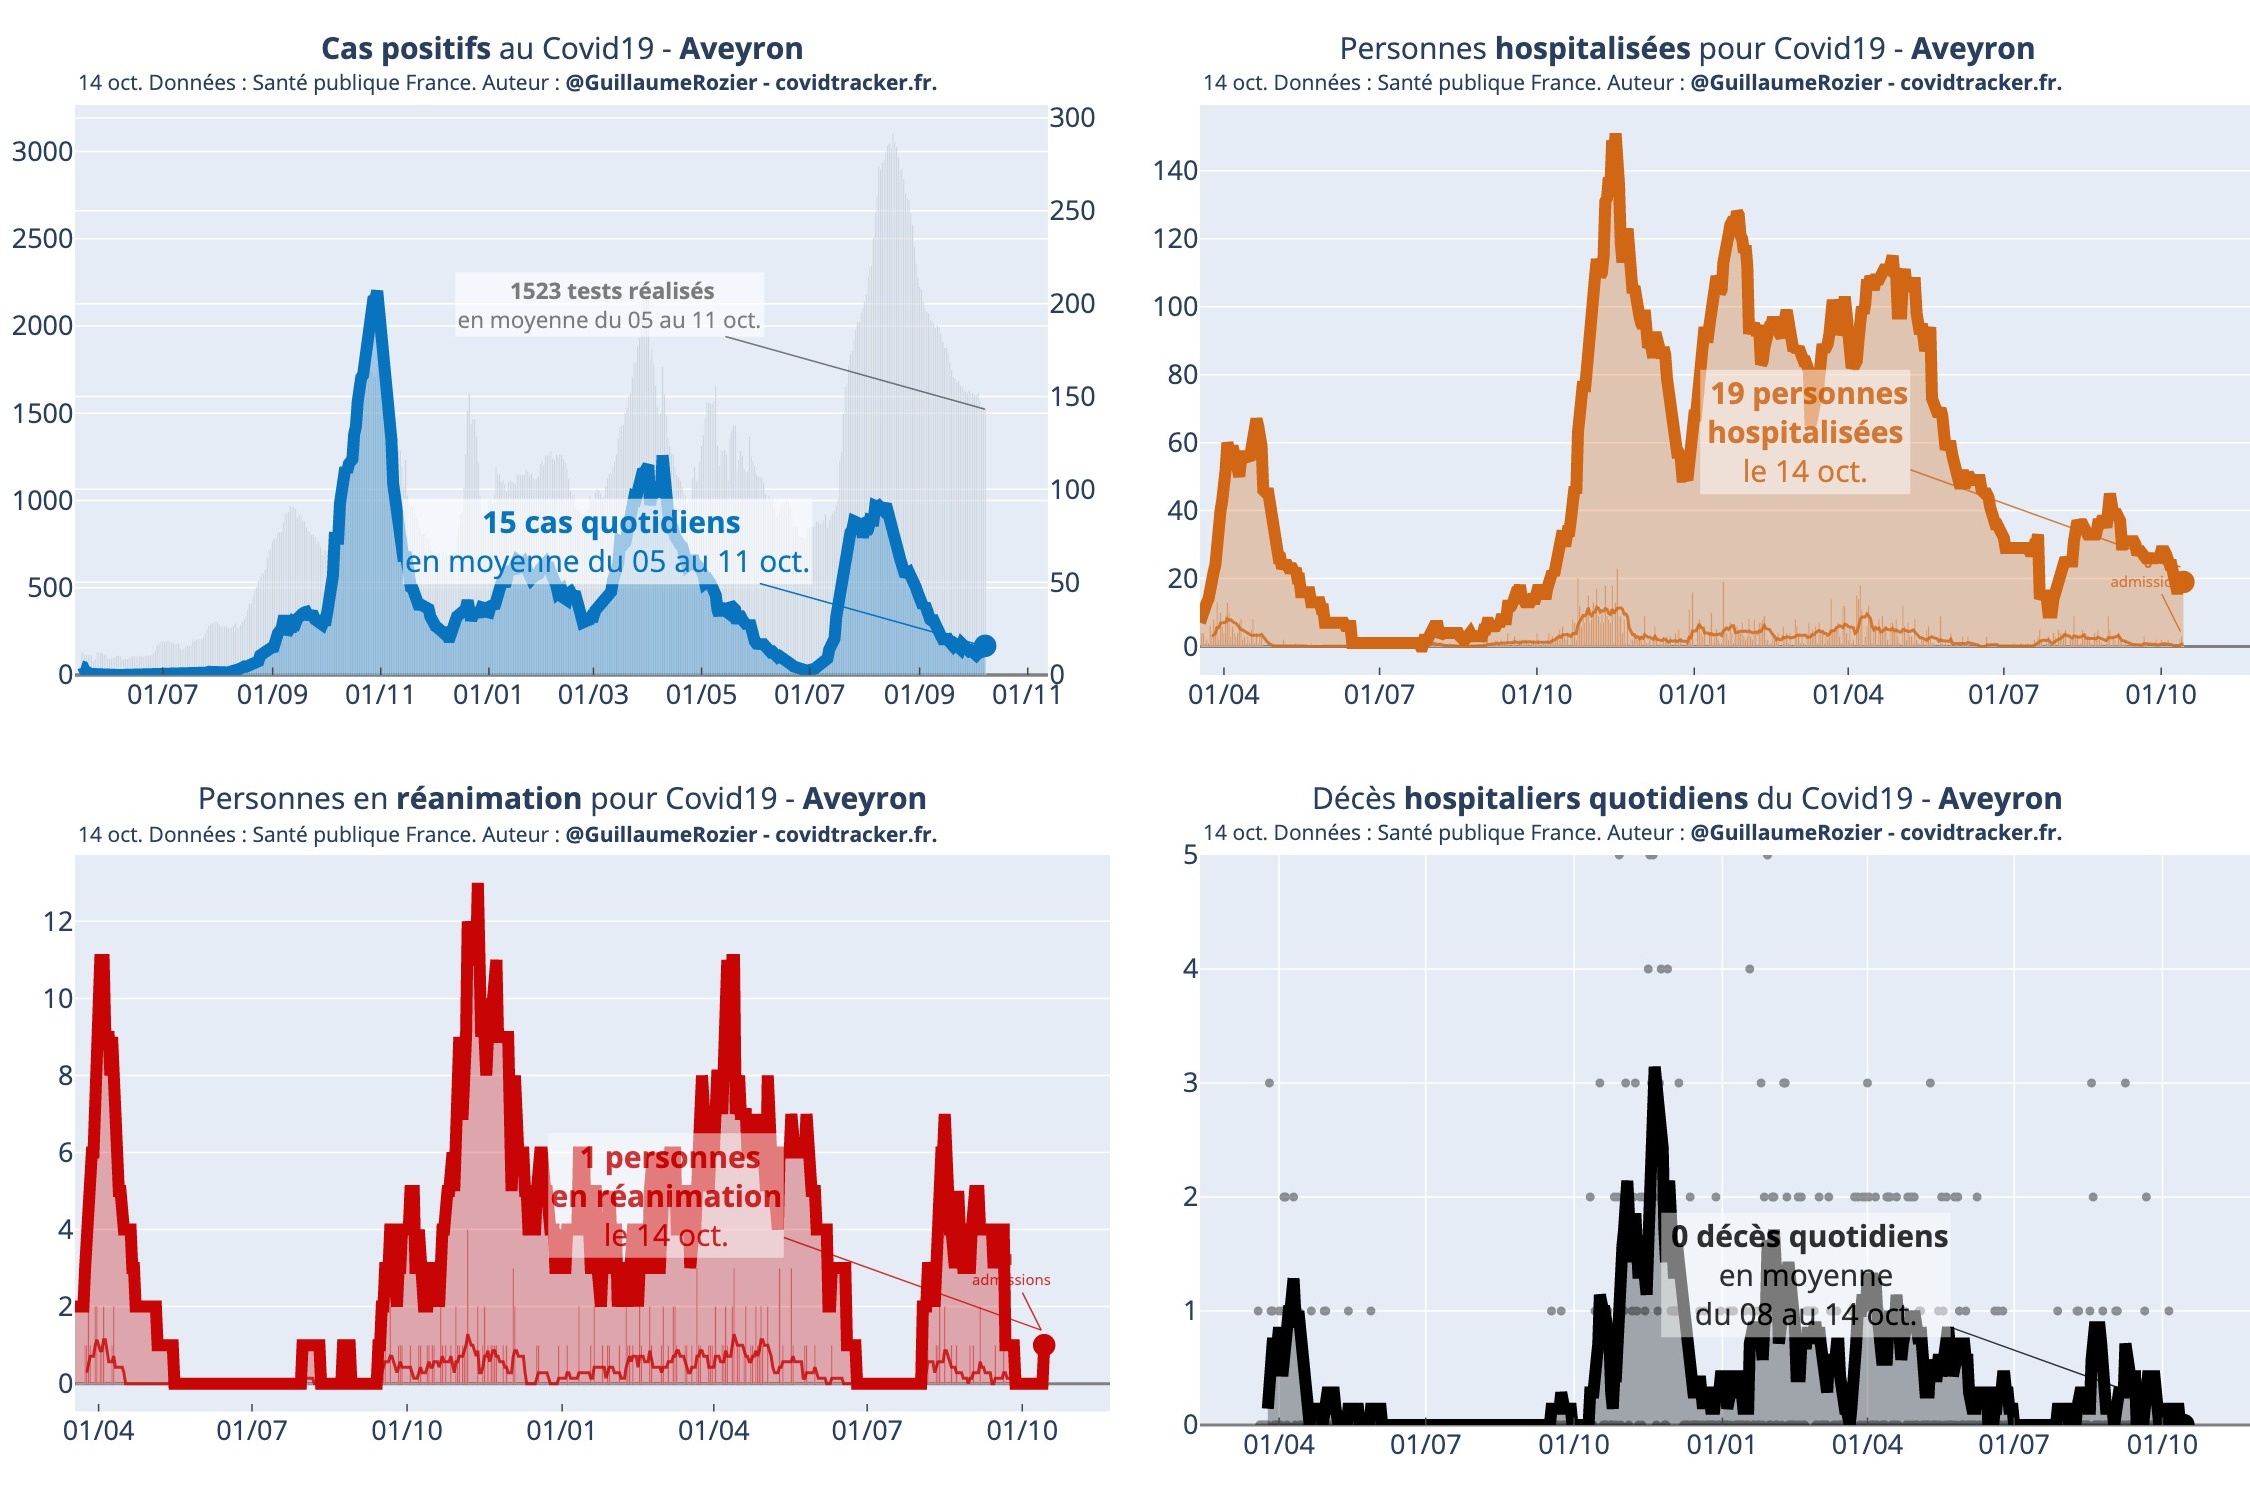 Cas positifs au Covid19 - Aveyron
14 oct. Données : Santé publique France. Auteur : @GuillaumeRozier - covidtracker.fr.
300
3000
250
2500
1523 tests réalisés
200
en moyenne du 05 au 11 oct.
2000
1500
150
1000
100
15 cas quotidiens
en moyenne du 05 au 11 oct.
500
50
0
0
01/07 01/09 01/11 01/01 01/03 01/05 01/07 01/09 01/11
Personnes hospitalisées pour Covid19 - Aveyron
14 oct. Données : Santé publique France. Auteur : @GuillaumeRozier - covidtracker.fr.
140
120
100
80
19 personnes
hospitalisées
60
le 14 oct.
40
20
admissio
0
01/04 01/07 01/10 01/01 01/04 01/07 01/10
Personnes en réanimation pour Covid19 - Aveyron
14 oct. Données : Santé publique France. Auteur : @GuillaumeRozier - covidtracker.fr.
12
10
8
6
1 personnes
en réanimation
4
le 14 oct.
admissions
2
0
01/04 01/07 01/10 01/01 01/04 01/07 01/10
Décès hospitaliers quotidiens du Covid19 - Aveyron
14 oct. Données : Santé publique France. Auteur : @GuillaumeRozier - covidtracker.fr.
5
4
3
2
0 décès quotidiens
en moyenne
1
du 08 au 14 oct.
0
01/04 01/07 01/10 01/01 01/04 01/07 01/10